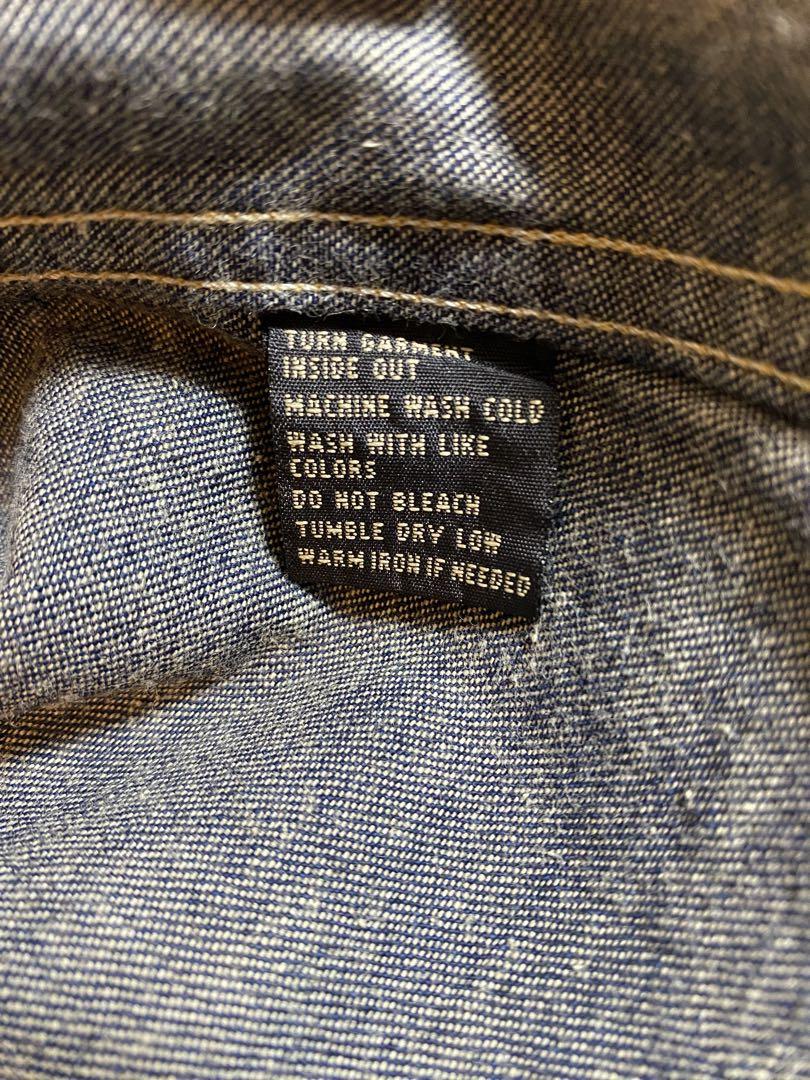 TURN GARMENT
INSIDE OUT
MACHINE WASH COLD
WASH WITH LIKE
COLORS
DO NOT BLEACH
TUMBLE DRY LOW
WARM IRON IF NEEDED